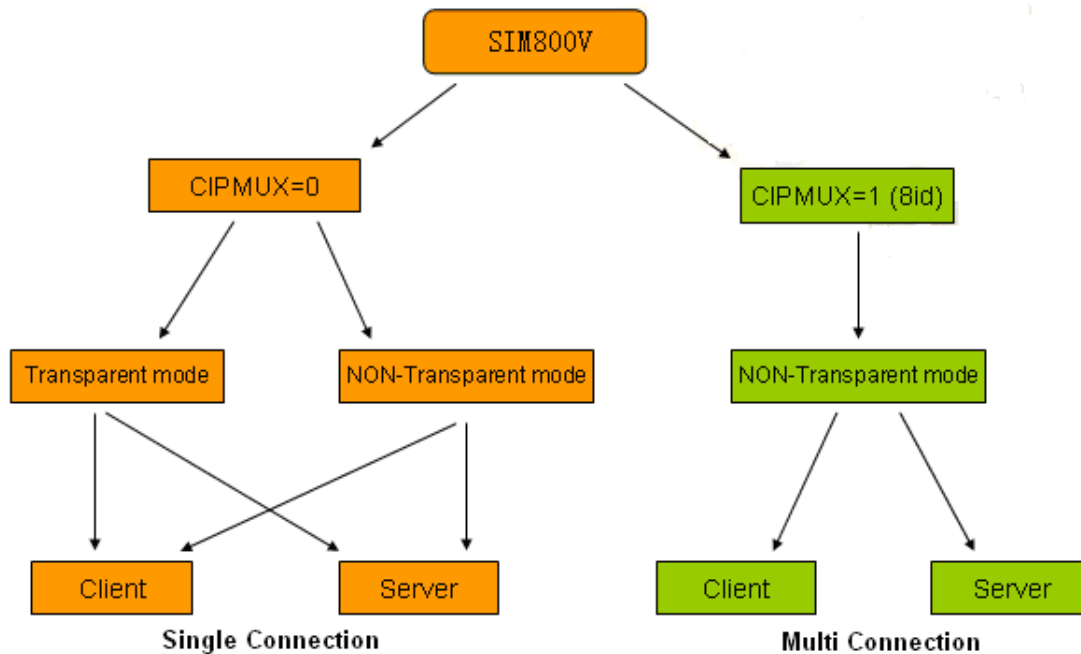 SIM800V
CIPMUX=0
CIPMUX=1 (8id)
Transparent mode
NON-Transparent mode
NON-Transparent mode
Client
Server
Client
Server
Single Connection
Multi Connection